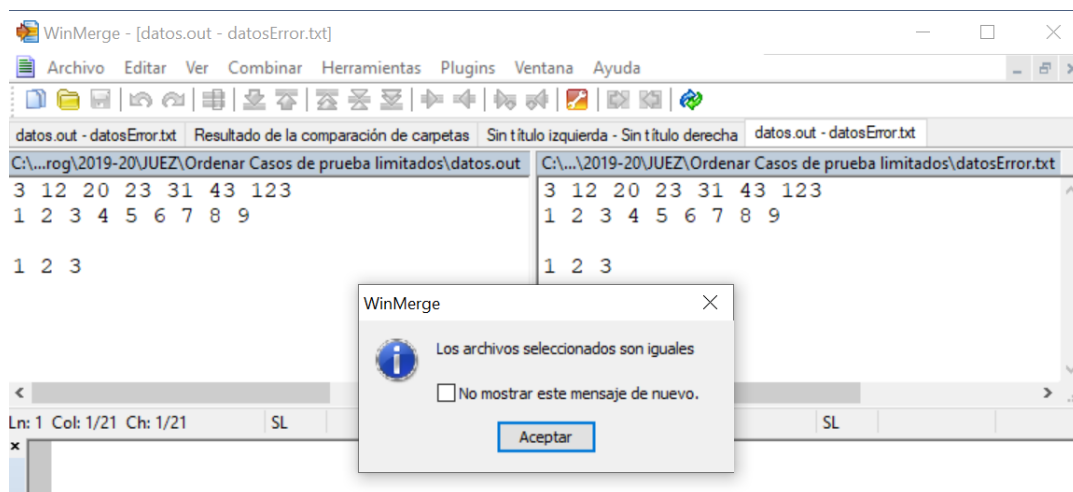 WinMerge - [datos.out - datosError.txt]
Archivo Editar Ver Combinar Herramientas Plugins Ventana Ayuda
datos.out - datosError.txt Resultado de la comparación de carpetas Sin título izquierda - Sin título derecha datos.out - datosError.txt
C:\...rog\2019-20\JUEZ\Ordenar Casos de prueba limitados\datos.out C:\...\2019-20\JUEZ\Ordenar Casos de prueba limitados\datosError.txt
3 12 20 23 31 43 123 3 12 20 23 31 43 123
1 2 3 4 5 6 7 8 9 1 2 3 4 5 6 7 8 9
1 2 3 1 2 3
WinMerge
Los archivos seleccionados son iguales
No mostrar este mensaje de nuevo.
Aceptar
Ln: 1 Col: 1/21 Ch: 1/21 SL SL